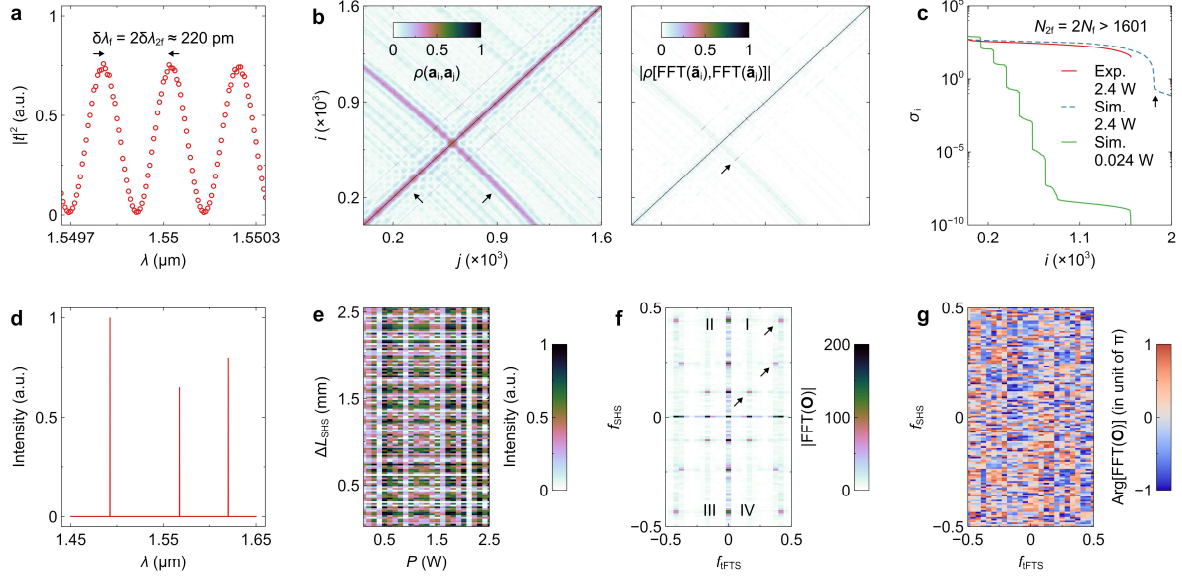 a
δλf = 2δλ2f ≈ 220 pm
|t|² (a.u.)
1
0.5
0
1.5497
1.55
1.5503
λ (μm)
b
i (×10³)
1.6
0.9
0.2
0
0.5
1
ρ(aᵢ,aⱼ)
0.2
0.9
1.6
j (×10³)
0
0.5
1
|ρ[FFT(ãᵢ),FFT(ãⱼ)]|
c
σᵢ
10⁵
10⁰
10⁻¹⁰
N2f = 2Nf > 1601
Exp.
2.4 W
Sim.
2.4 W
Sim.
0.024 W
0.2
1.1
2
i (×10³)
d
Intensity (a.u.)
1
0.5
0
1.45
1.55
1.65
λ (μm)
e
ΔLSHS (mm)
2.5
1.5
0.5
0.5
1.5
2.5
P (W)
1
0.5
0
Intensity (a.u.)
f
fSHS
0.5
0
−0.5
II
I
III
IV
−0.5
0
0.5
ftFTS
200
100
0
|FFT(O)|
g
fSHS
0.5
0
−0.5
−0.5
0
0.5
ftFTS
1
0
−1
Arg[FFT(O)] (in unit of π)